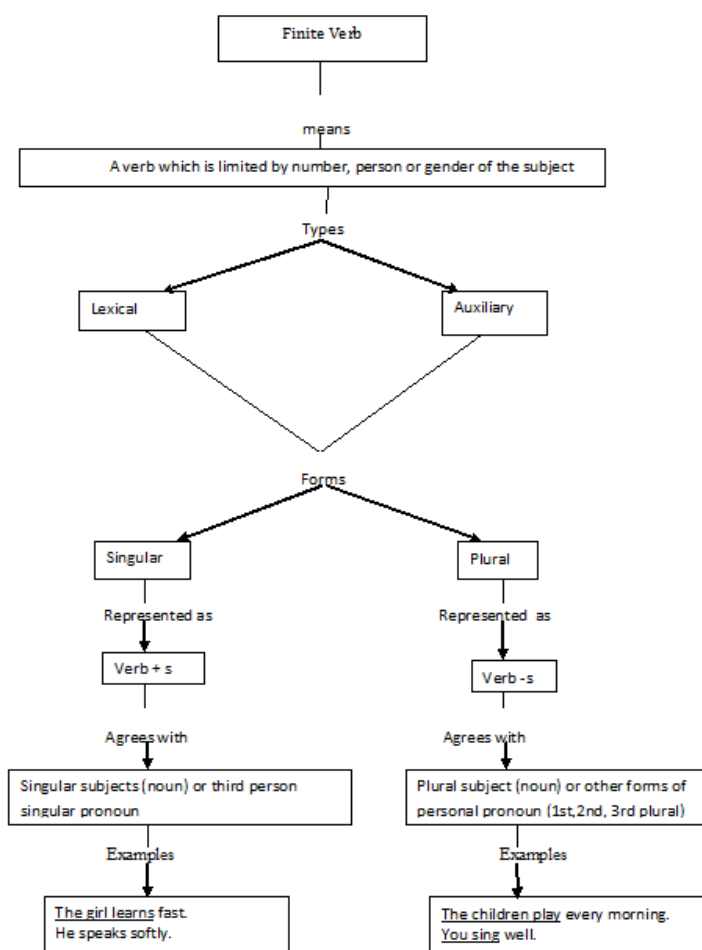 Finite Verb
means
A verb which is limited by number, person or gender of the subject
Types
Lexical
Auxiliary
Forms
Singular
Plural
Represented as
Represented as
Verb + s
Verb -s
Agrees with
Agrees with
Singular subjects (noun) or third person
singular pronoun
Plural subject (noun) or other forms of
personal pronoun (1st,2nd, 3rd plural)
Examples
Examples
The girl learns fast.
He speaks softly.
The children play every morning.
You sing well.